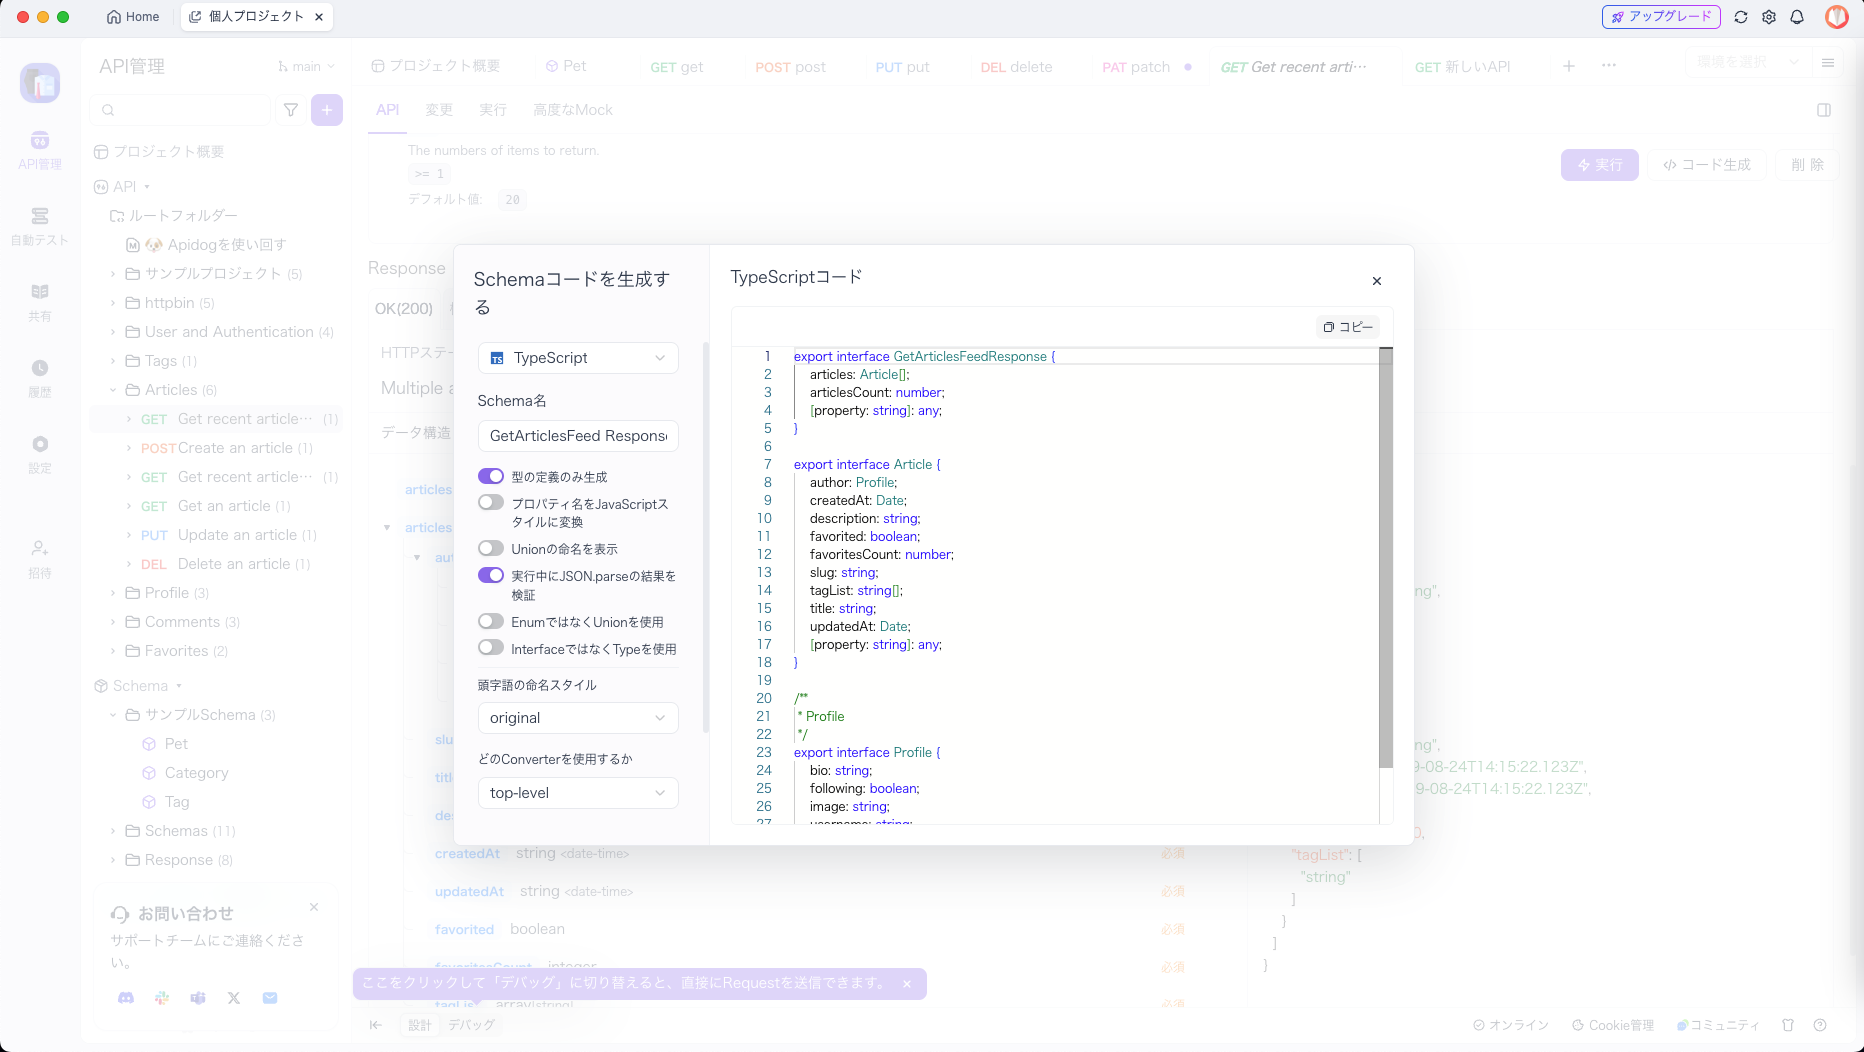 Home
個人プロジェクト
アップグレード
API管理
main
プロジェクト概要
Pet
GET get
POST post
PUT put
DEL delete
PAT patch
GET Get recent arti···
GET 新しいAPI
環境を選択
API
変更
実行
高度なMock
API管理
自動テスト
共有
履歴
設定
招待
プロジェクト概要
API
ルートフォルダー
Apidogを使い回す
サンプルプロジェクト (5)
httpbin (5)
User and Authentication (4)
Tags (1)
Articles (6)
GET Get recent article··· (1)
POST Create an article (1)
GET Get recent article··· (1)
GET Get an article (1)
PUT Update an article (1)
DEL Delete an article (1)
Profile (3)
Comments (3)
Favorites (2)
Schema
サンプルSchema (3)
Pet
Category
Tag
Schemas (11)
Response (8)
お問い合わせ
サポートチームにご連絡くださ
い。
The numbers of items to return.
>= 1
デフォルト値: 20
実行
コード生成
削 除
Response
OK(200)
HTTPステー
Multiple a
データ構造
articles
articles
aut
slu
titl
des
createdAt string <date-time> 必須
updatedAt string <date-time> 必須
favorited boolean 必須
favoritesCount integer 必須
tagLis array[string] 必須
Schemaコードを生成す
る
TypeScript
Schema名
GetArticlesFeed Respons
型の定義のみ生成
プロパティ名をJavaScriptス
タイルに変換
Unionの命名を表示
実行中にJSON.parseの結果を
検証
EnumではなくUnionを使用
InterfaceではなくTypeを使用
頭字語の命名スタイル
original
どのConverterを使用するか
top-level
TypeScriptコード
コピー
1 export interface GetArticlesFeedResponse {
2 articles: Article[];
3 articlesCount: number;
4 [property: string]: any;
5 }
6
7 export interface Article {
8 author: Profile;
9 createdAt: Date;
10 description: string;
11 favorited: boolean;
12 favoritesCount: number;
13 slug: string;
14 tagList: string[];
15 title: string;
16 updatedAt: Date;
17 [property: string]: any;
18 }
19
20 /**
21 * Profile
22 */
23 export interface Profile {
24 bio: string;
25 following: boolean;
26 image: string;
27 username: string;
ng",
ng",
9-08-24T14:15:22.123Z",
9-08-24T14:15:22.123Z",
0,
"tagList": [
"string"
]
}
]
}
ここをクリックして「デバッグ」に切り替えると、直接にRequestを送信できます。
設計
デバッグ
オンライン
Cookie管理
コミュニティ